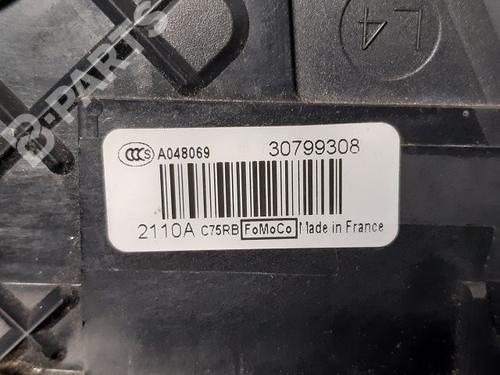 B-PARTS
L4
CCC S A048069 30799308
2110A C75RB FoMoCo Made in France